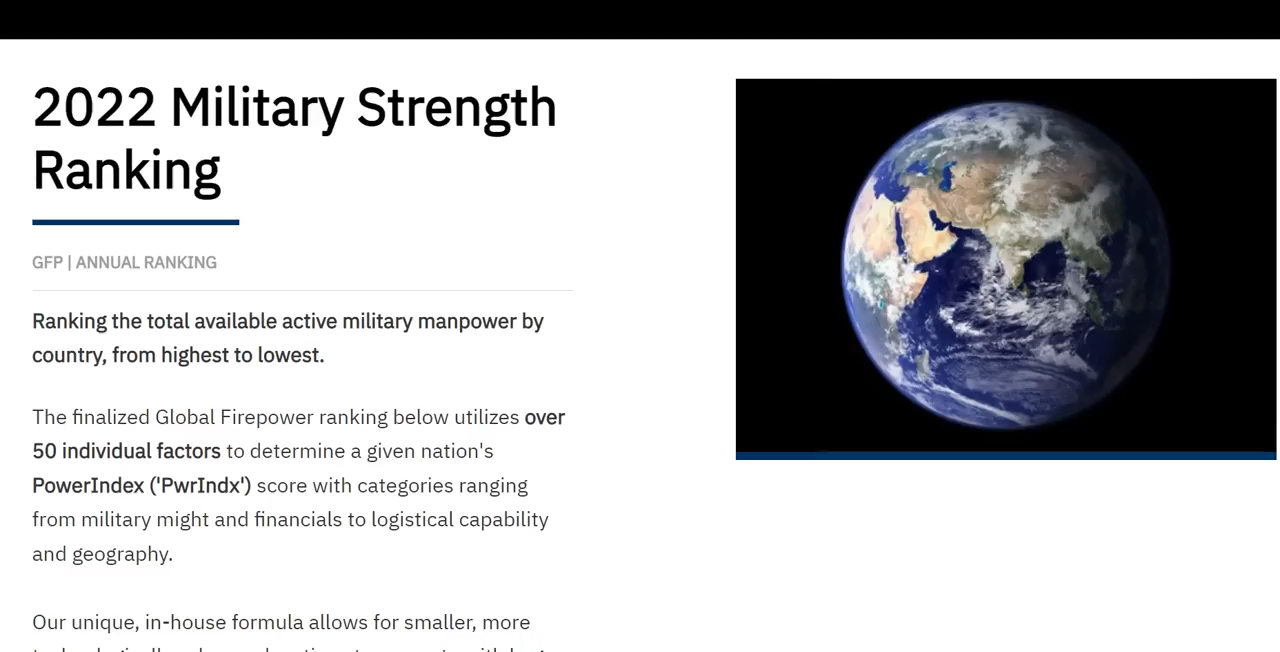 2022 Military Strength
Ranking
GFP | ANNUAL RANKING
Ranking the total available active military manpower by
country, from highest to lowest.
The finalized Global Firepower ranking below utilizes over
50 individual factors to determine a given nation's
PowerIndex ('PwrIndx') score with categories ranging
from military might and financials to logistical capability
and geography.
Our unique, in-house formula allows for smaller, more